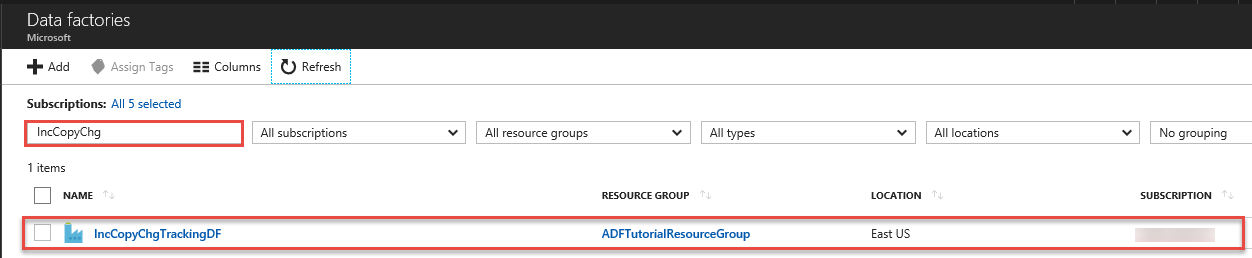 Data factories
Microsoft
Add Assign Tags Columns Refresh
Subscriptions: All 5 selected
IncCopyChg All subscriptions All resource groups All types All locations No grouping
1 items
NAME RESOURCE GROUP LOCATION SUBSCRIPTION
IncCopyChgTrackingDF ADFTutorialResourceGroup East US